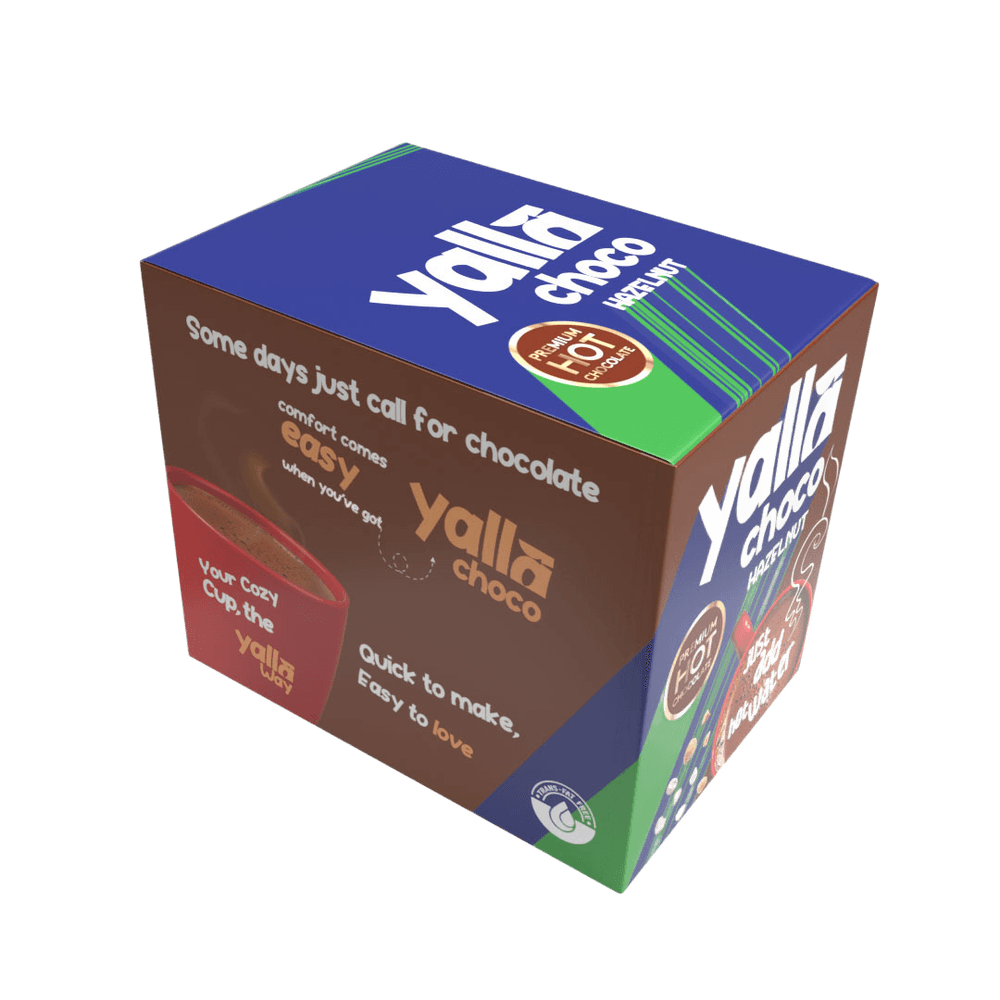 Yalla
choco
HAZELNUT
PREMIUM
HOT
CHOCOLATE
Some days just call for chocolate
comfort comes
easy
when you've got
Yalla
choco
Your Cozy
Cup, the
Yalla
Way
Quick to make,
Easy to love
TRANS-FAT FREE
Yalla
choco
HAZELNUT
PREMIUM
HOT
CHOCOLATE
just
add
hot water